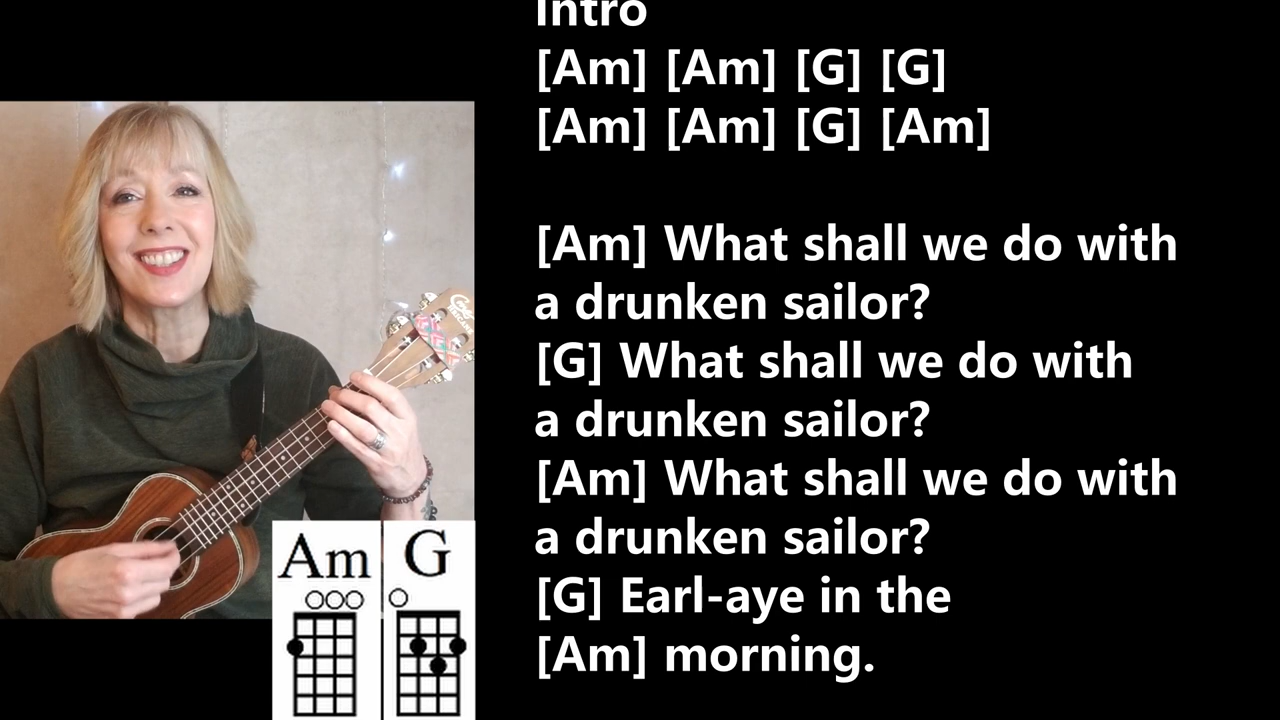 Intro
[Am] [Am] [G] [G]
[Am] [Am] [G] [Am]
[Am] What shall we do with
a drunken sailor?
[G] What shall we do with
a drunken sailor?
[Am] What shall we do with
a drunken sailor?
[G] Earl-aye in the
[Am] morning.
Am
G